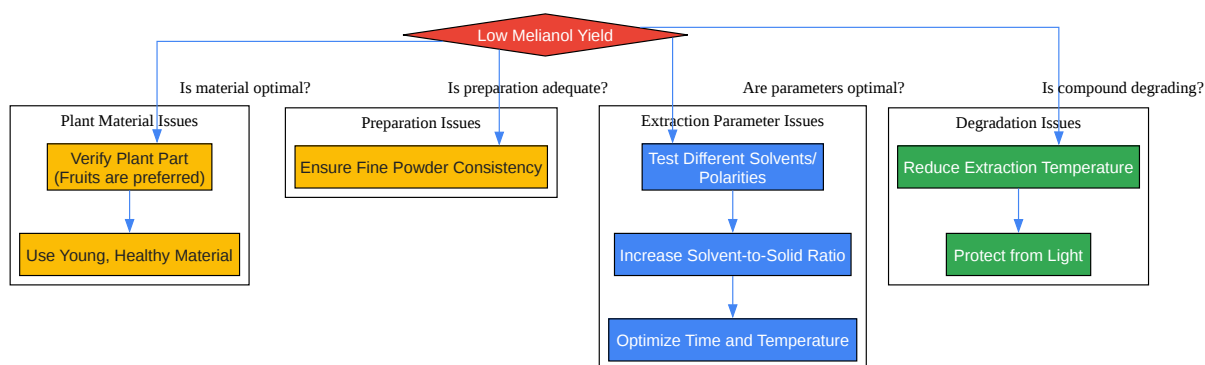 Low Melianol Yield
Is material optimal?
Is preparation adequate?
Are parameters optimal?
Is compound degrading?
Plant Material Issues
Verify Plant Part
(Fruits are preferred)
Use Young, Healthy Material
Preparation Issues
Ensure Fine Powder Consistency
Extraction Parameter Issues
Test Different Solvents/
Polarities
Increase Solvent-to-Solid Ratio
Optimize Time and Temperature
Degradation Issues
Reduce Extraction Temperature
Protect from Light